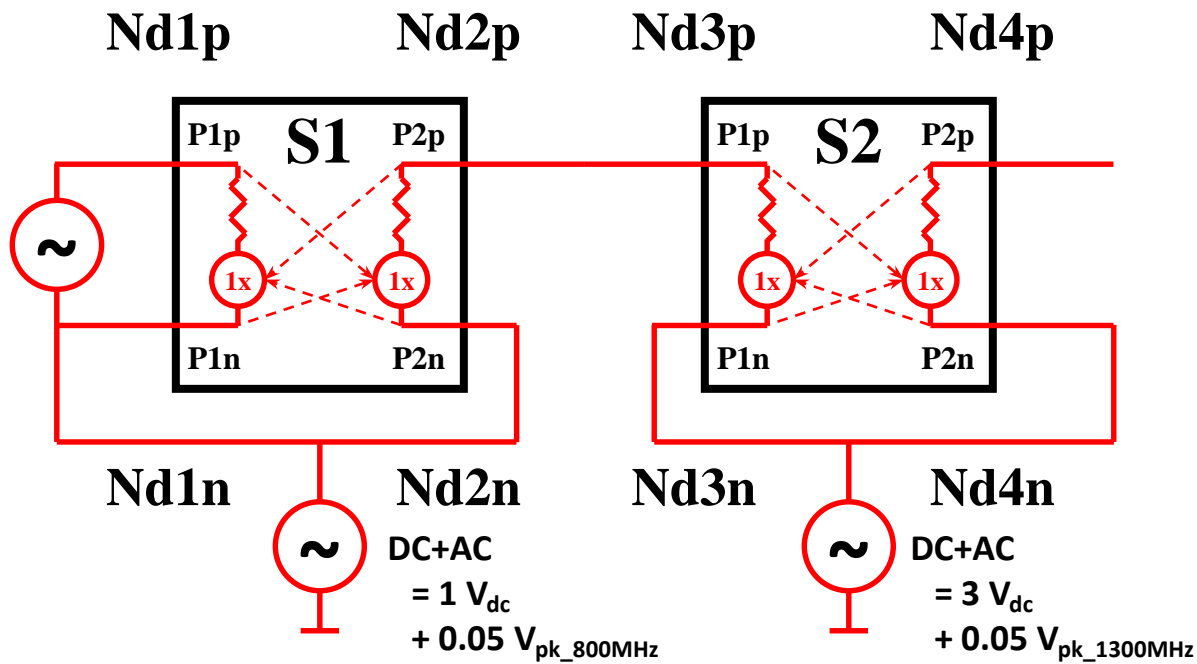 Nd1p Nd2p Nd3p Nd4p
P1p S1 P2p P1p S2 P2p
~
1x 1x 1x 1x
P1n P2n P1n P2n
Nd1n Nd2n Nd3n Nd4n
~ DC+AC ~ DC+AC
= 1 Vdc = 3 Vdc
+ 0.05 Vpk_800MHz + 0.05 Vpk_1300MHz